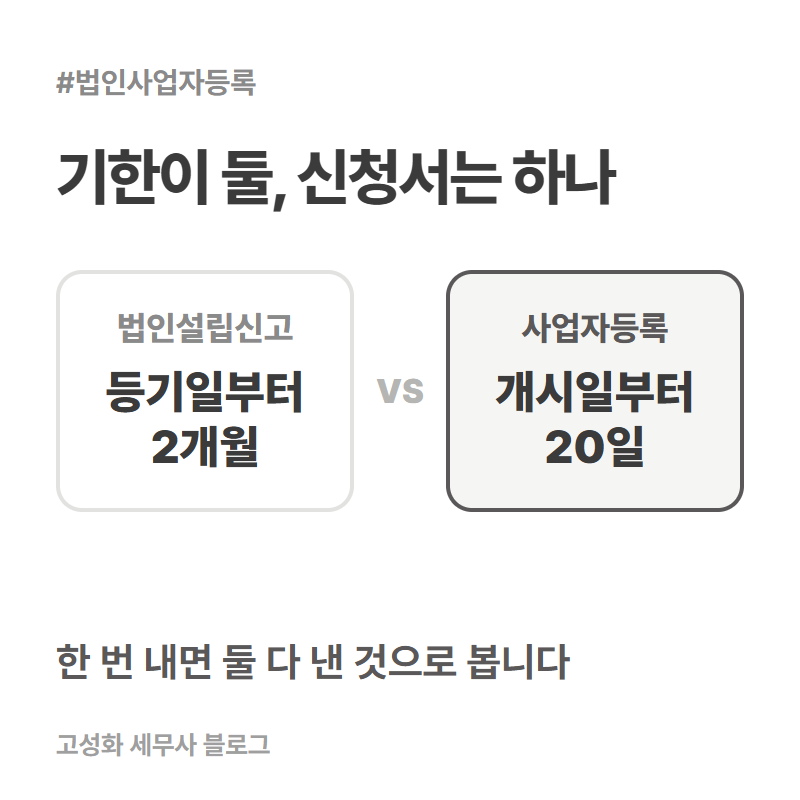 #법인사업자등록
기한이 둘, 신청서는 하나
법인설립신고
등기일부터
2개월
vs
사업자등록
개시일부터
20일
한 번 내면 둘 다 낸 것으로 봅니다
고성화 세무사 블로그